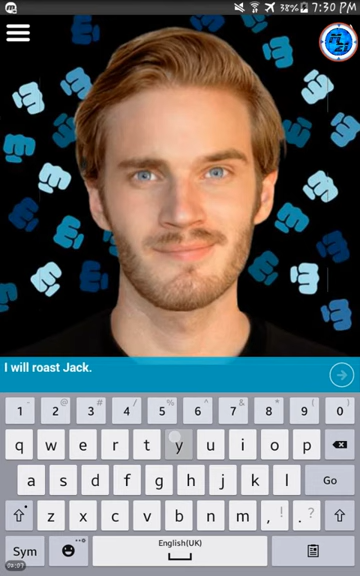 38% 7:30 PM
I will roast Jack.
1 - 2 @ 3 # 4 / 5 % 6 ^ 7 & 8 * 9 ( 0 )
q w e r t y u i o p
a s d f g h j k l Go
z x c v b n m , ! . ?
Sym English(UK)